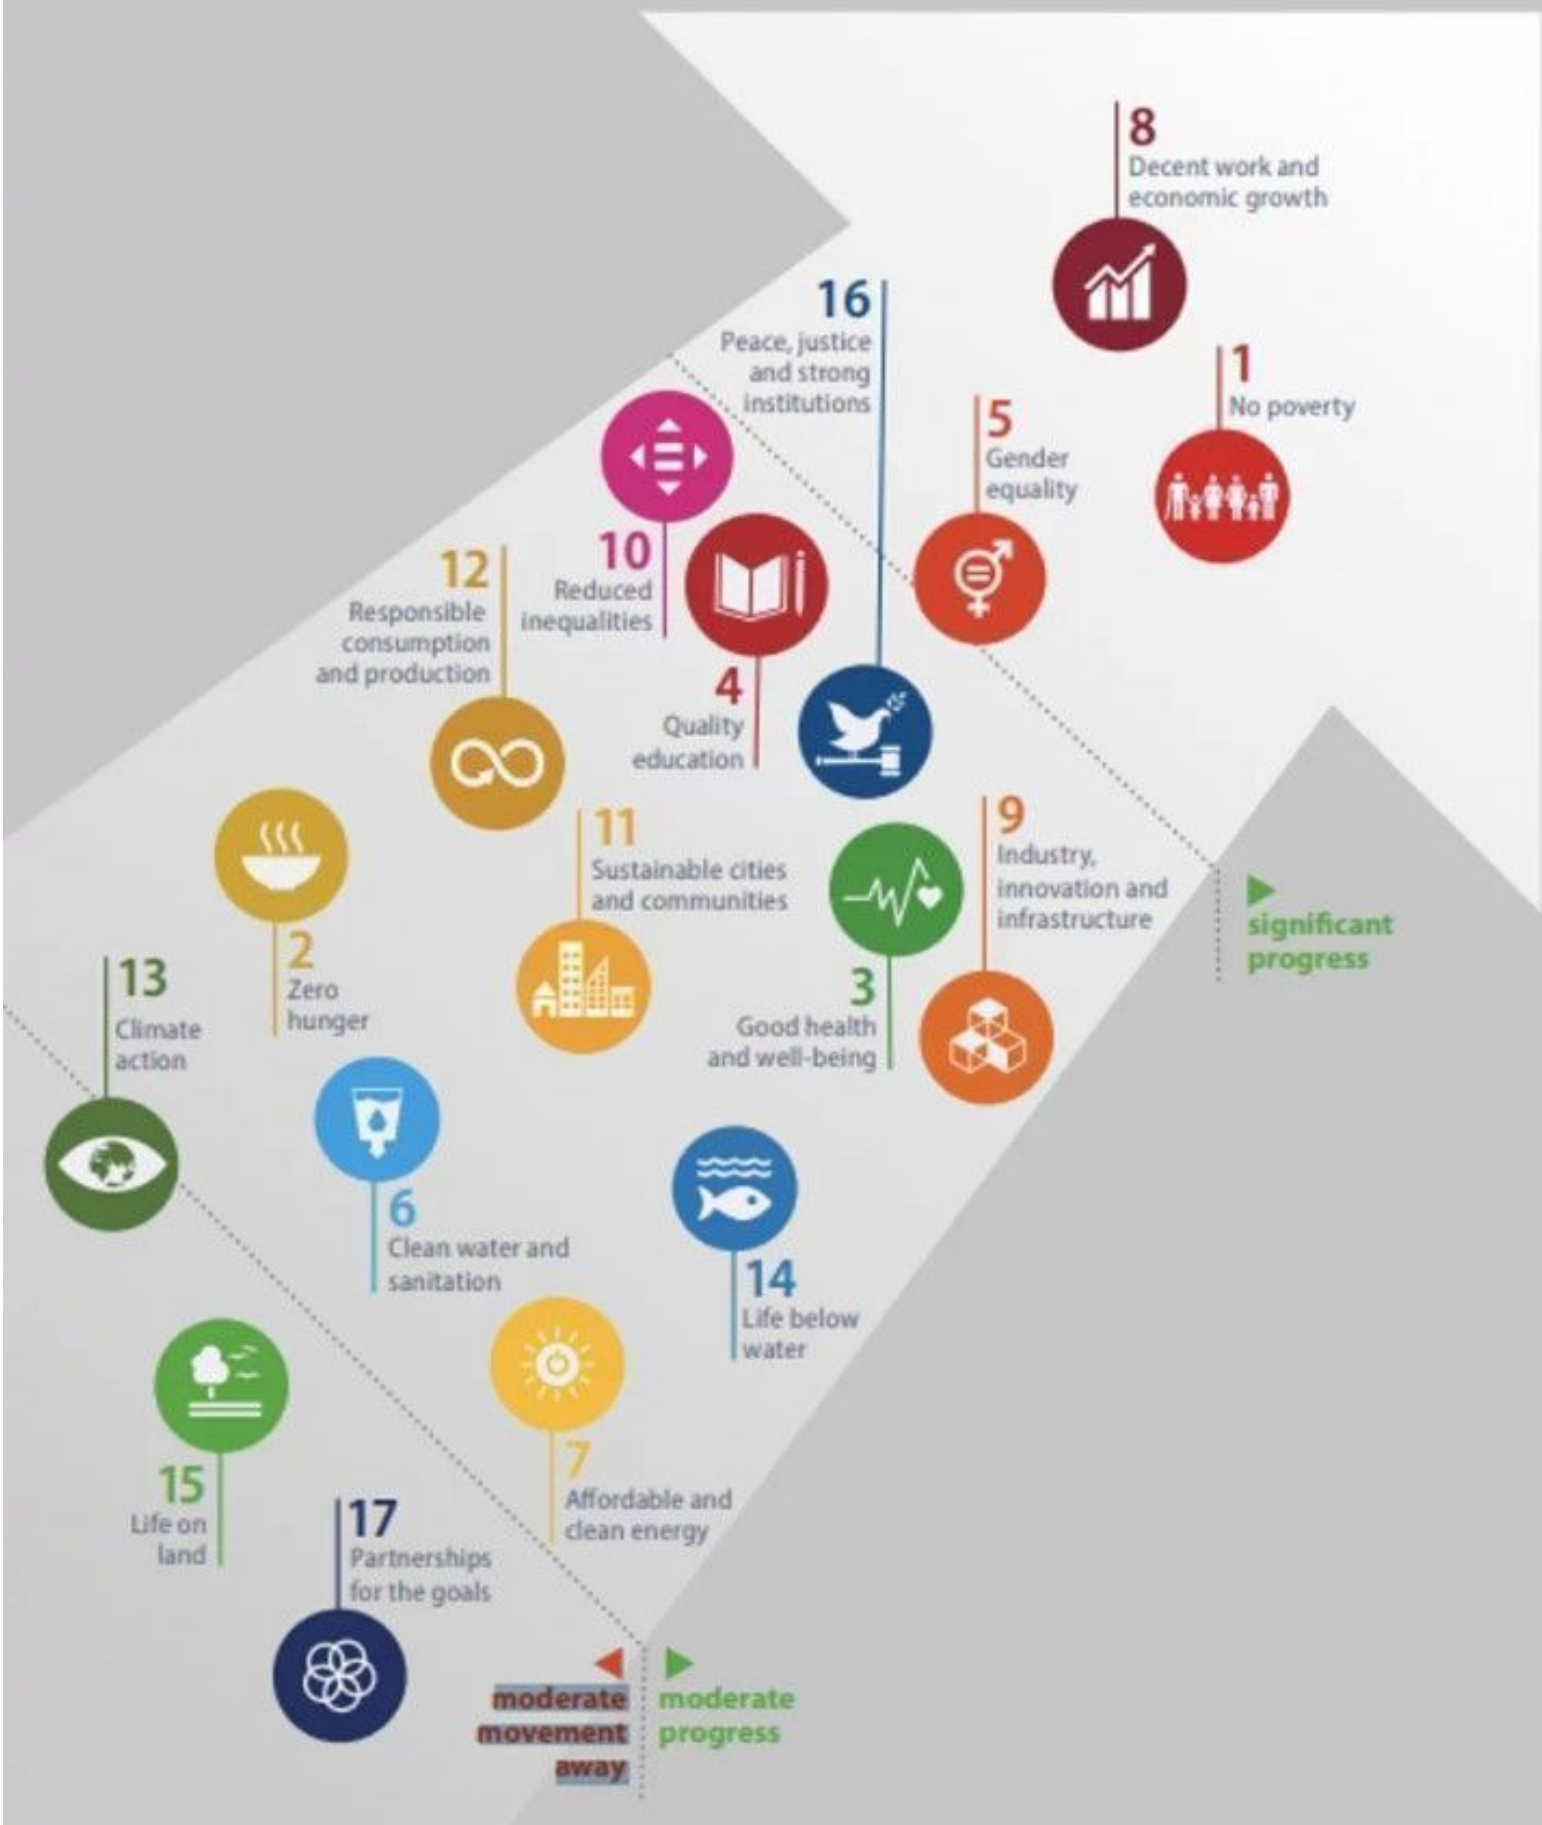 8
Decent work and
economic growth
16
Peace, justice
and strong
institutions
1
No poverty
5
Gender
equality
10
Reduced
inequalities
12
Responsible
consumption
and production
4
Quality
education
9
Industry,
innovation and
infrastructure
11
Sustainable cities
and communities
significant
progress
2
Zero
hunger
13
Climate
action
3
Good health
and well-being
6
Clean water and
sanitation
14
Life below
water
7
Affordable and
clean energy
15
Life on
land
17
Partnerships
for the goals
moderate
movement
away
moderate
progress